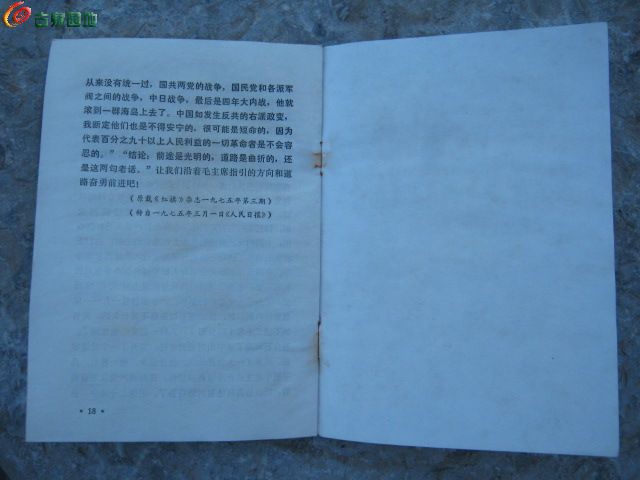 古泉园地
从来没有统一过，国共两党的战争，国民党和各派军
阀之间的战争，中日战争，最后是四年大内战，他就
滚到一群海岛上去了。中国如发生反共的右派政变，
我断定他们也是不得安宁的，很可能是短命的，因为
代表百分之九十以上人民利益的一切革命者是不会容
忍的。”“结论：前途是光明的，道路是曲折的，还
是这两句老话。”让我们沿着毛主席指引的方向和道
路奋勇前进吧！
（原载《红旗》杂志一九七五年第三期）
（转自一九七五年三月一日《人民日报》）
• 18 •